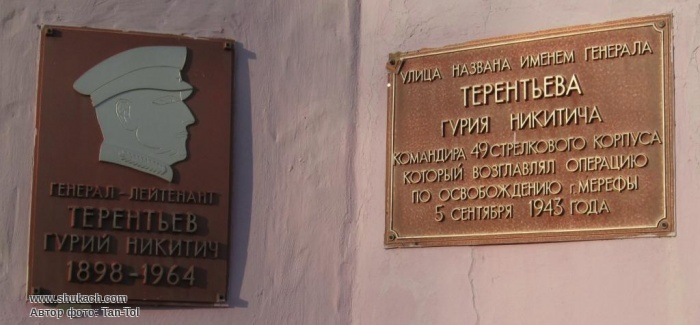 ГЕНЕРАЛ-ЛЕЙТЕНАНТ
ТЕРЕНТЬЕВ
ГУРИЙ НИКИТИЧ
1898-1964
УЛИЦА НАЗВАНА ИМЕНЕМ ГЕНЕРАЛА
ТЕРЕНТЬЕВА
ГУРИЯ НИКИТИЧА
КОМАНДИРА 49 СТРЕЛКОВОГО КОРПУСА
КОТОРЫЙ ВОЗГЛАВЛЯЛ ОПЕРАЦИЮ
ПО ОСВОБОЖДЕНИЮ г. МЕРЕФЫ
5 СЕНТЯБРЯ 1943 ГОДА
www.shukach.com
Автор фото: Tan-Tol